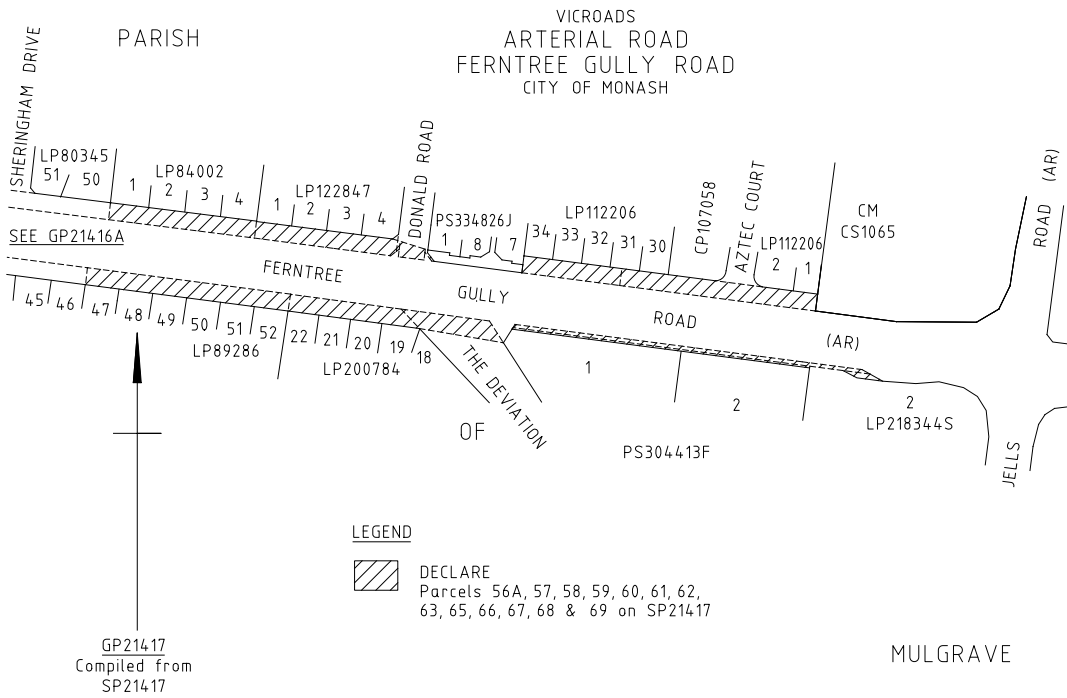 VICROADS
PARISH
ARTERIAL ROAD
FERNTREE GULLY ROAD
CITY OF MONASH
SHERINGHAM DRIVE
LP80345
51
50
LP84002
1
2
3
4
LP122847
1
2
3
4
DONALD ROAD
PS334826J
1
8
7
LP112206
34
33
32
31
30
CP107058
AZTEC COURT
LP112206
2
1
CM
CS1065
ROAD (AR)
SEE GP21416A
FERNTREE
GULLY
ROAD
(AR)
45
46
47
48
49
50
51
52
LP89286
22
21
20
19
18
LP200784
THE DEVIATION
1
2
PS304413F
2
LP218344S
JELLS
OF
LEGEND
DECLARE
Parcels 56A, 57, 58, 59, 60, 61, 62,
63, 65, 66, 67, 68 & 69 on SP21417
GP21417
Compiled from
SP21417
MULGRAVE